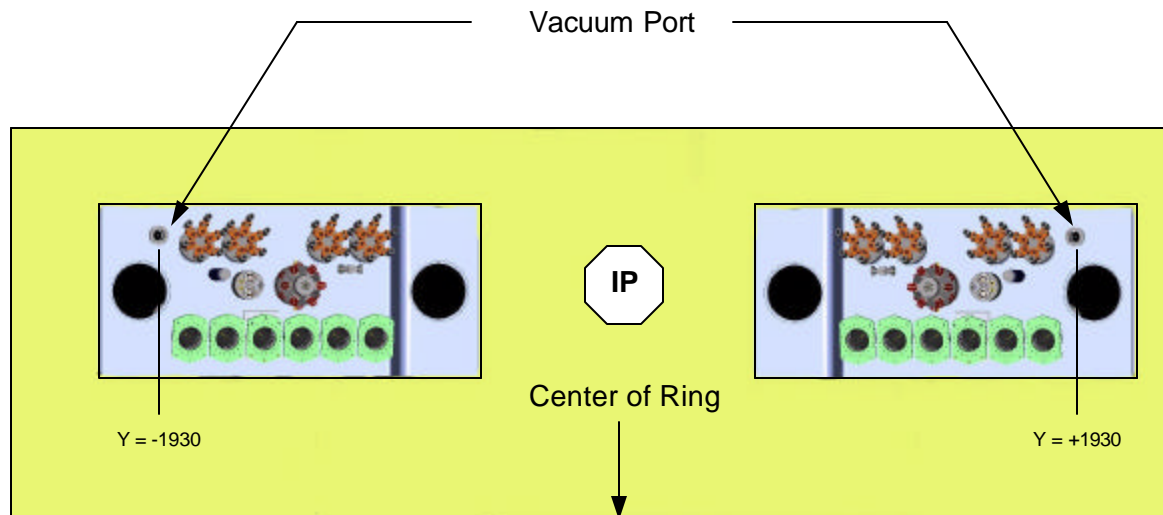 Vacuum Port
IP
Center of Ring
Y = -1930
Y = +1930